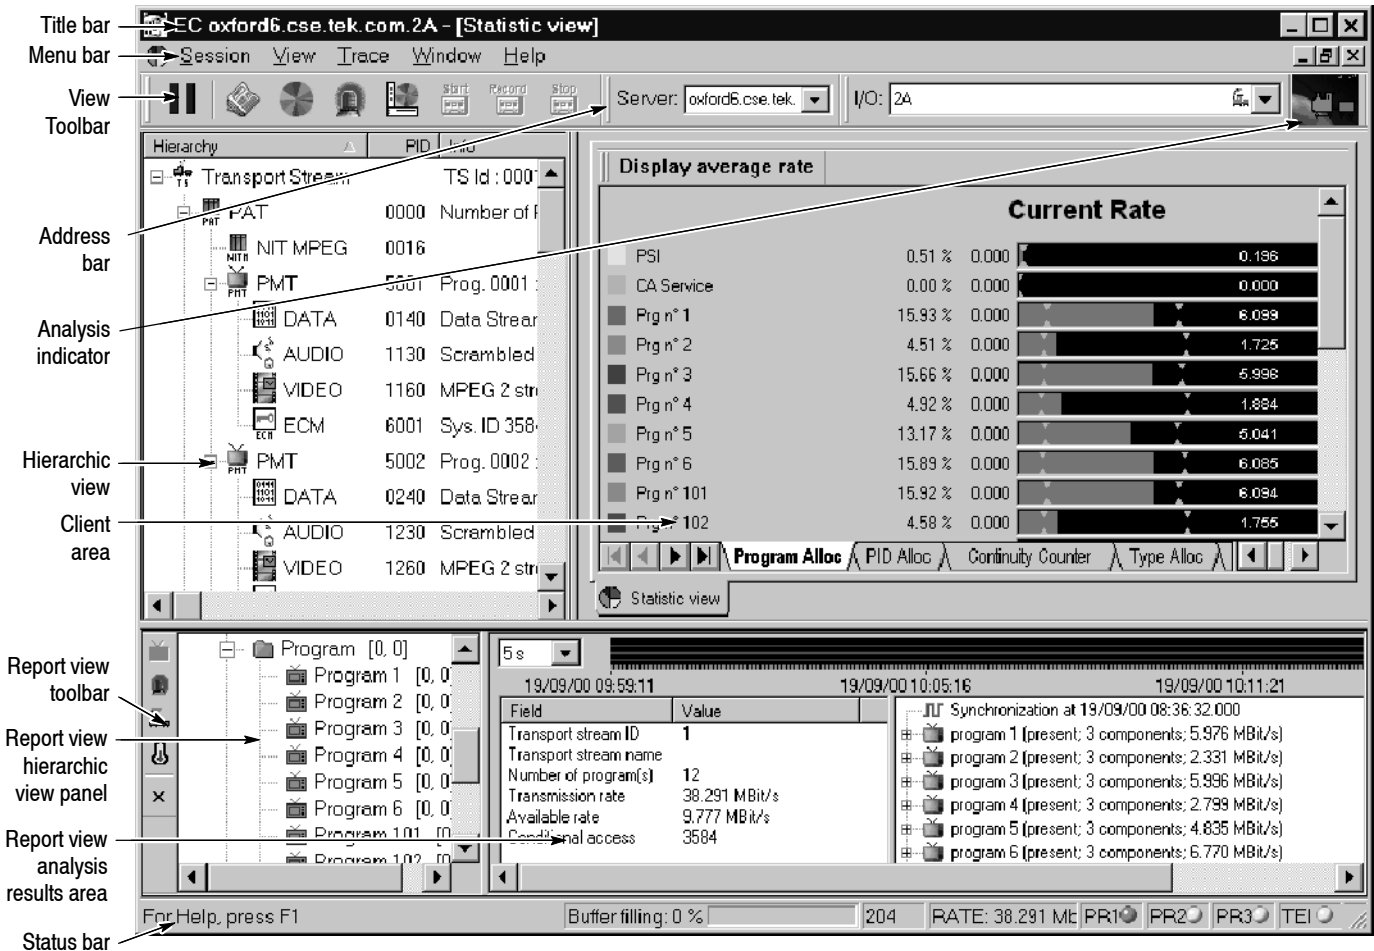 Title bar
EC oxford6.cse.tek.com.2A - [Statistic view]
Menu bar
Session View Trace Window Help
View
Toolbar
Start Record Stop
Server: oxford6.cse.tek.
I/O: 2A
Hierarchy PID Info
Transport Stream TS Id : 0001
PAT 0000 Number of
NIT MPEG 0016
PMT 5001 Prog. 0001 :
DATA 0140 Data Strear
AUDIO 1130 Scrambled
VIDEO 1160 MPEG 2 str
ECM 6001 Sys. ID 358
PMT 5002 Prog. 0002 :
DATA 0240 Data Strear
AUDIO 1230 Scrambled
VIDEO 1260 MPEG 2 str
Address
bar
Analysis
indicator
Hierarchic
view
Client
area
Display average rate
Current Rate
PSI 0.51 % 0.000 0.196
CA Service 0.00 % 0.000 0.000
Prg n° 1 15.93 % 0.000 6.099
Prg n° 2 4.51 % 0.000 1.725
Prg n° 3 15.66 % 0.000 5.996
Prg n° 4 4.92 % 0.000 1.884
Prg n° 5 13.17 % 0.000 5.041
Prg n° 6 15.89 % 0.000 6.085
Prg n° 101 15.92 % 0.000 6.094
Prg n° 102 4.58 % 0.000 1.755
Program Alloc PID Alloc Continuity Counter Type Alloc
Statistic view
Report view
toolbar
Report view
hierarchic
view panel
Report view
analysis
results area
Program [0, 0]
Program 1 [0, 0
Program 2 [0, 0
Program 3 [0, 0
Program 4 [0, 0
Program 5 [0, 0
Program 6 [0, 0
Program 101 [0
Program 102 [0
5 s
19/09/00 09:59:11 19/09/00 10:05:16 19/09/00 10:11:21
Field Value
Transport stream ID 1
Transport stream name
Number of program(s) 12
Transmission rate 38.291 MBit/s
Available rate 9.777 MBit/s
Conditional access 3584
Synchronization at 19/09/00 08:36:32.000
program 1 (present; 3 components; 5.976 MBit/s)
program 2 (present; 3 components; 2.331 MBit/s)
program 3 (present; 3 components; 5.996 MBit/s)
program 4 (present; 3 components; 2.799 MBit/s)
program 5 (present; 3 components; 4.835 MBit/s)
program 6 (present; 3 components; 6.770 MBit/s)
For Help, press F1
Buffer filling: 0 % 204 RATE: 38.291 Mb PR1 PR2 PR3 TEI
Status bar